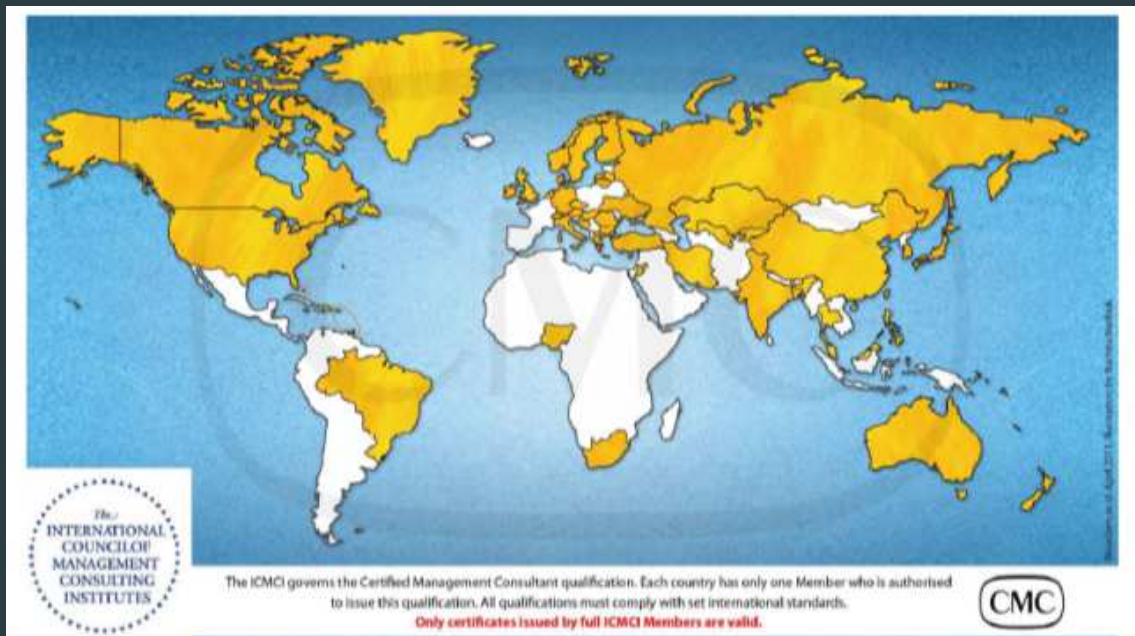 CMC
The
INTERNATIONAL
COUNCILOF
MANAGEMENT
CONSULTING
INSTITUTES
The ICMCI governs the Certified Management Consultant qualification. Each country has only one Member who is authorised
to issue this qualification. All qualifications must comply with set international standards.
Only certificates issued by full ICMCI Members are valid.
CMC